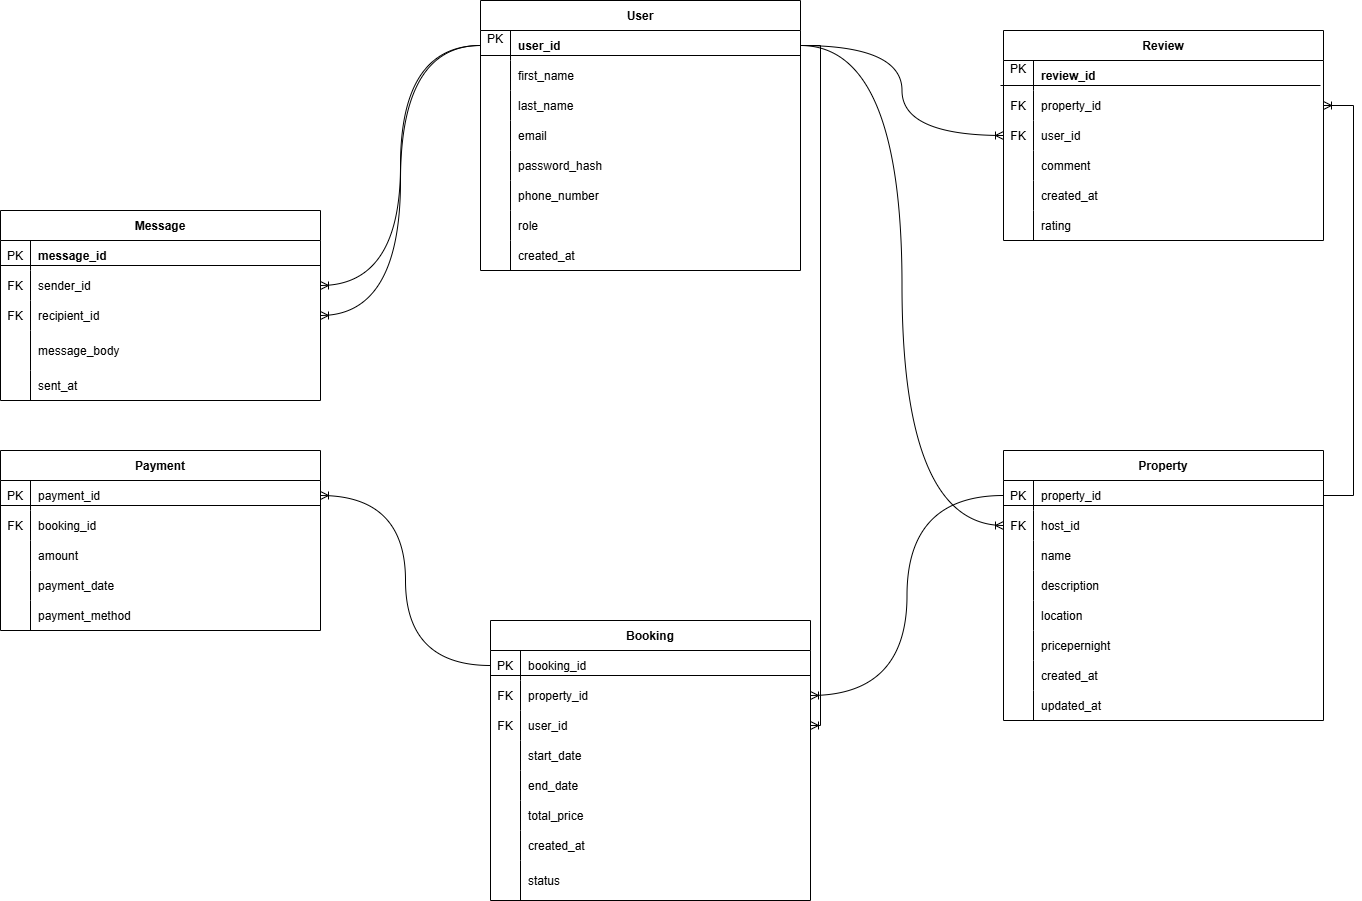 User
PK user_id
first_name
last_name
email
password_hash
phone_number
role
created_at
Review
PK review_id
FK property_id
FK user_id
comment
created_at
rating
Message
PK message_id
FK sender_id
FK recipient_id
message_body
sent_at
Payment
PK payment_id
FK booking_id
amount
payment_date
payment_method
Property
PK property_id
FK host_id
name
description
location
pricepernight
created_at
updated_at
Booking
PK booking_id
FK property_id
FK user_id
start_date
end_date
total_price
created_at
status